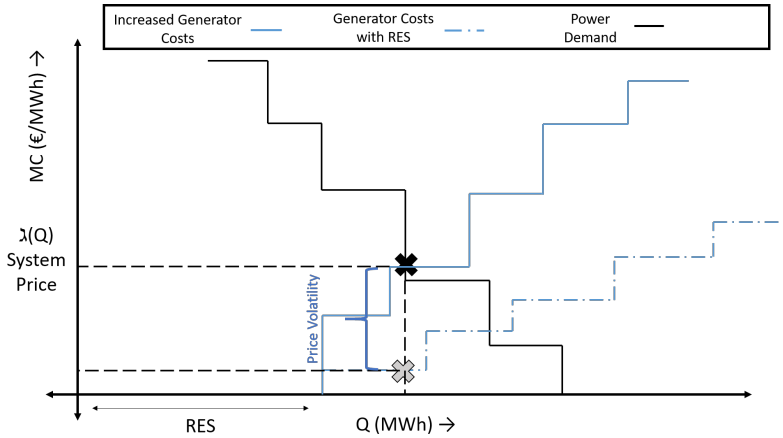 Increased Generator
Costs
Generator Costs
with RES
Power
Demand
MC (€/MWh) →
λ(Q)
System
Price
Price Volatility
RES
Q (MWh) →